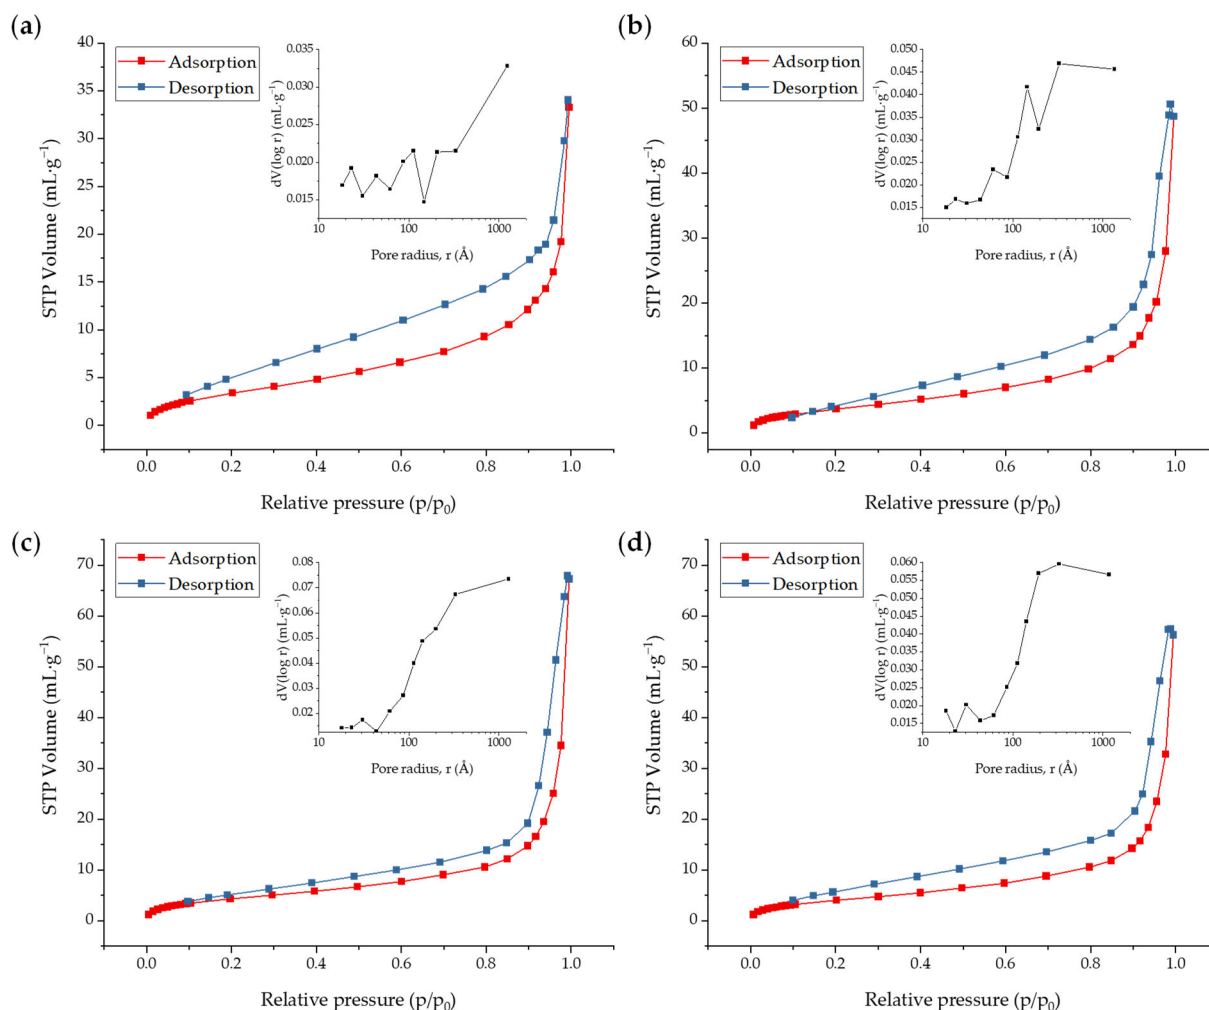 (a)
Adsorption
Desorption
STP Volume (mL·g⁻¹)
40
35
30
25
20
15
10
5
0
0.0 0.2 0.4 0.6 0.8 1.0
Relative pressure (p/p₀)
dV(log r) (mL·g⁻¹)
0.035
0.030
0.025
0.020
0.015
10 100 1000
Pore radius, r (Å)
(b)
Adsorption
Desorption
STP Volume (mL·g⁻¹)
60
50
40
30
20
10
0
0.0 0.2 0.4 0.6 0.8 1.0
Relative pressure (p/p₀)
dV(log r) (mL·g⁻¹)
0.050
0.045
0.040
0.035
0.030
0.025
0.020
0.015
10 100 1000
Pore radius, r (Å)
(c)
Adsorption
Desorption
STP Volume (mL·g⁻¹)
70
60
50
40
30
20
10
0
0.0 0.2 0.4 0.6 0.8 1.0
Relative pressure (p/p₀)
dV(log r) (mL·g⁻¹)
0.08
0.07
0.06
0.05
0.04
0.03
0.02
10 100 1000
Pore radius, r (Å)
(d)
Adsorption
Desorption
STP Volume (mL·g⁻¹)
70
60
50
40
30
20
10
0
0.0 0.2 0.4 0.6 0.8 1.0
Relative pressure (p/p₀)
dV(log r) (mL·g⁻¹)
0.060
0.055
0.050
0.045
0.040
0.035
0.030
0.025
0.020
0.015
10 100 1000
Pore radius, r (Å)